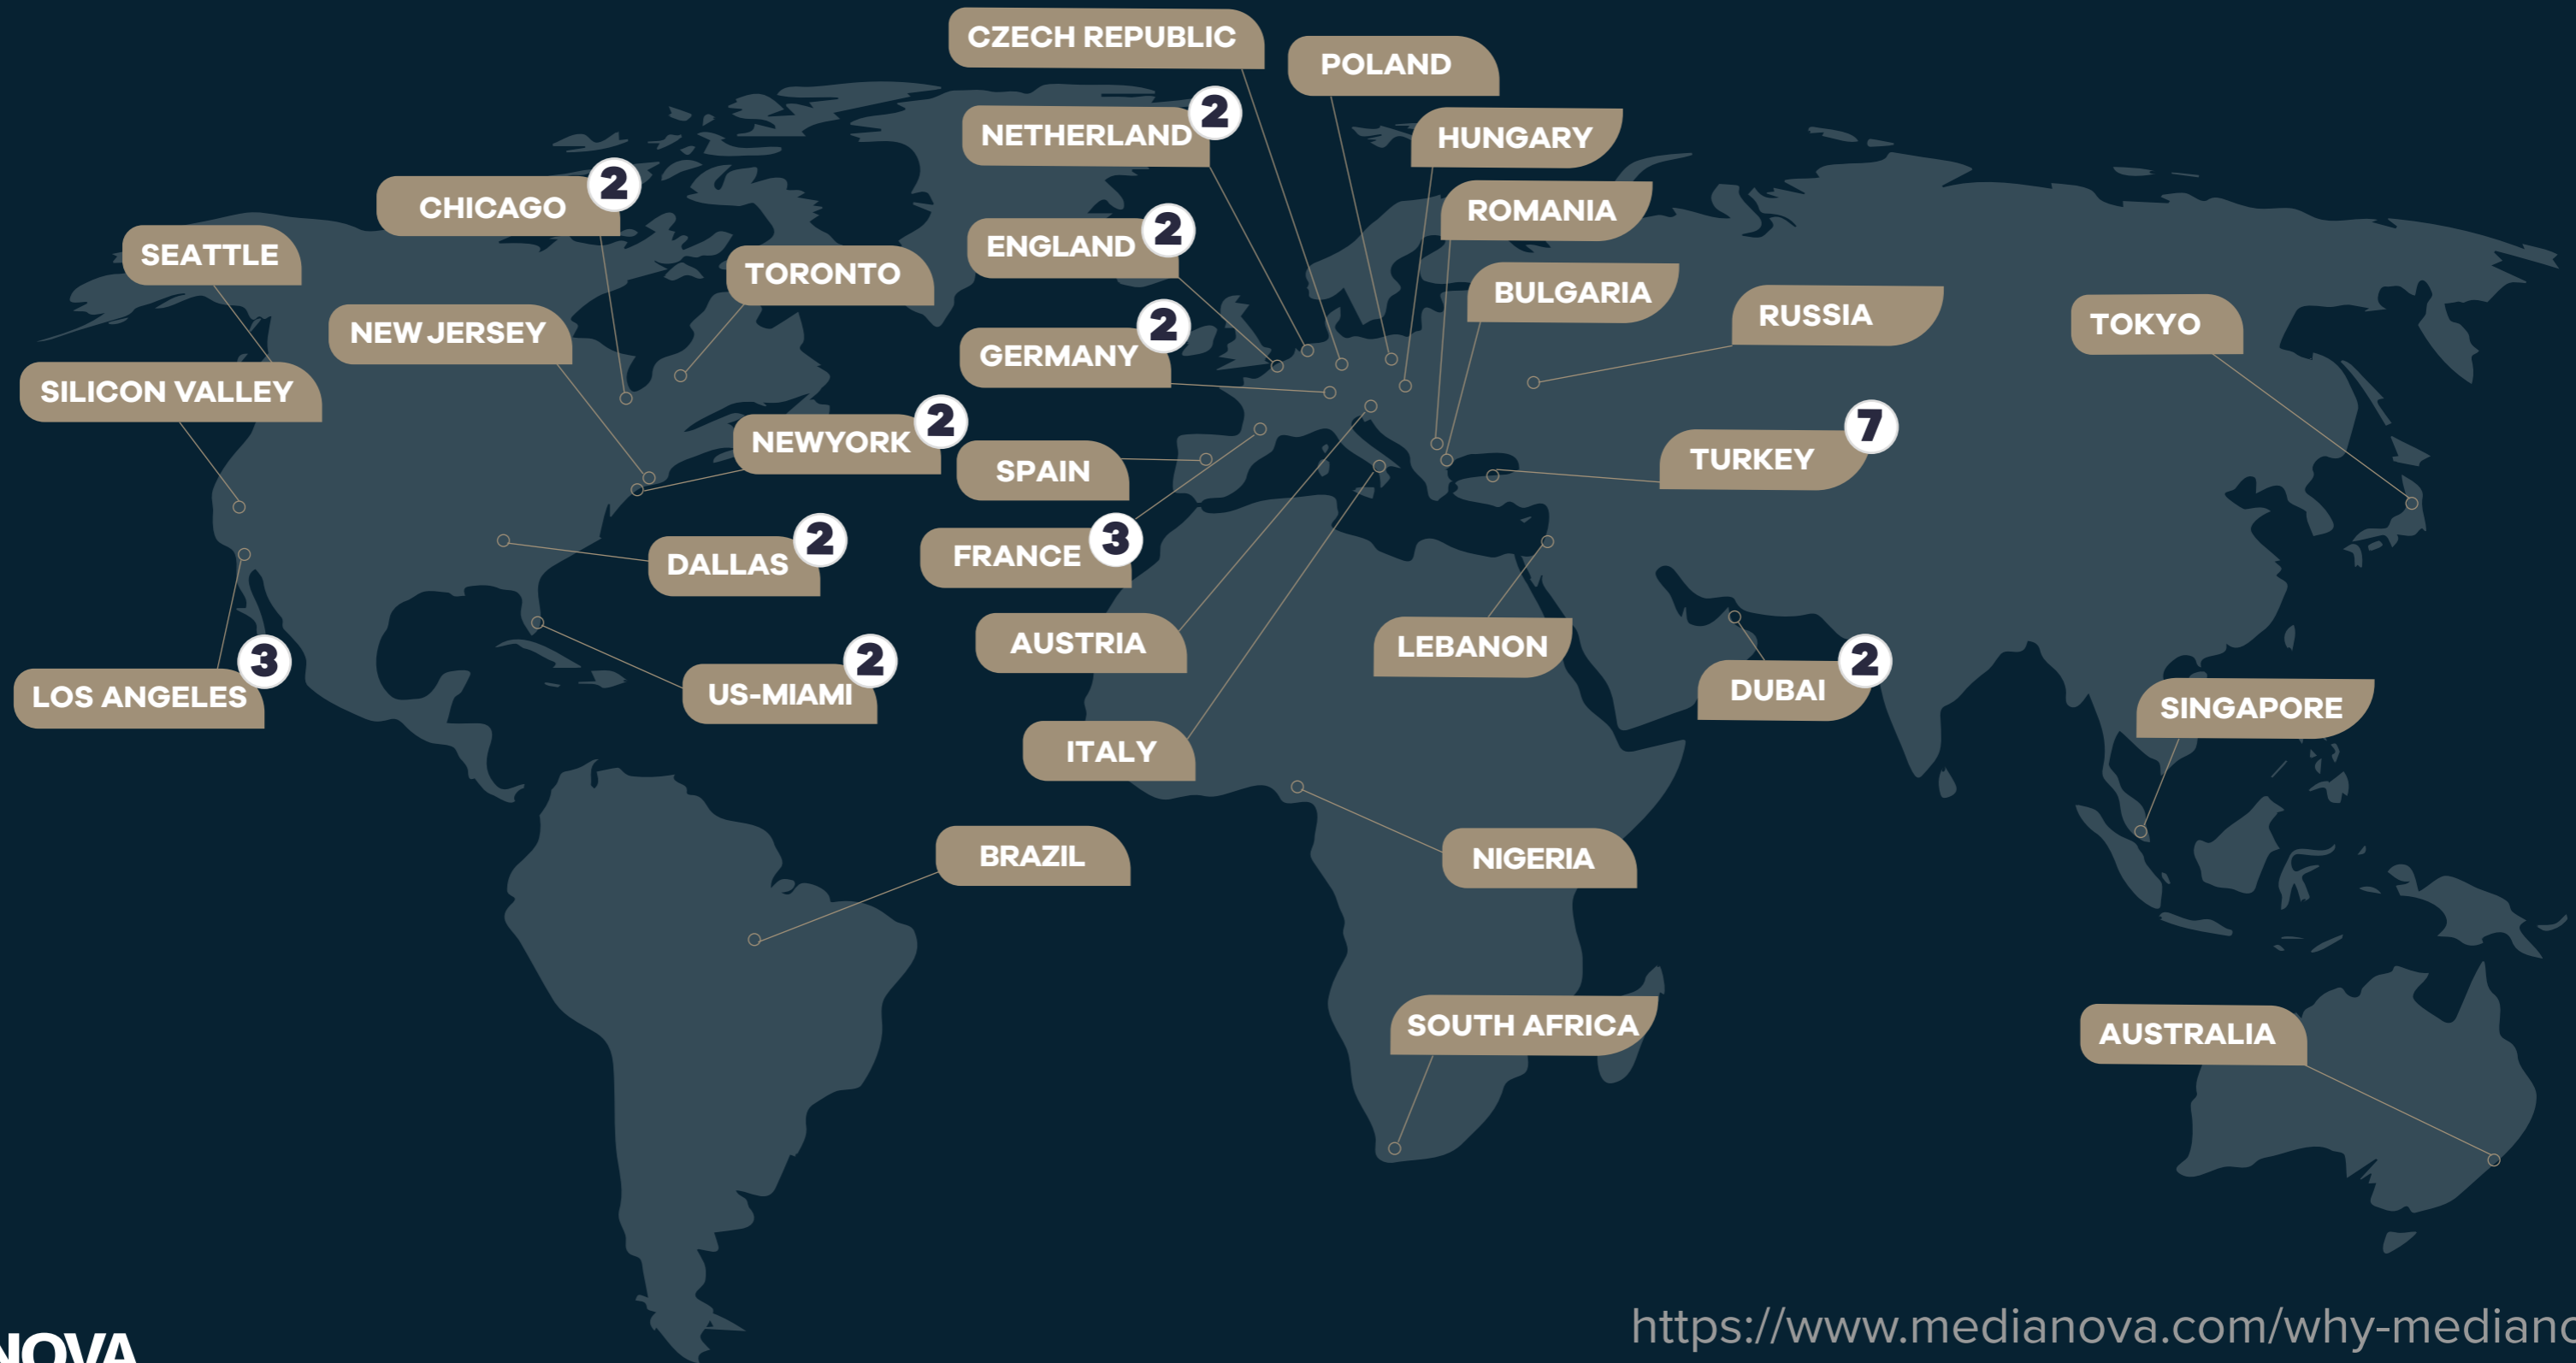 CZECH REPUBLIC
POLAND
NETHERLAND 2
HUNGARY
CHICAGO 2
ROMANIA
ENGLAND 2
SEATTLE
TORONTO
BULGARIA
RUSSIA
TOKYO
NEW JERSEY
GERMANY 2
SILICON VALLEY
NEWYORK 2
SPAIN
TURKEY 7
DALLAS 2
FRANCE 3
AUSTRIA
LEBANON
LOS ANGELES 3
US-MIAMI 2
DUBAI 2
SINGAPORE
ITALY
BRAZIL
NIGERIA
SOUTH AFRICA
AUSTRALIA
https://www.medianova.com/why-mediano
NOVA